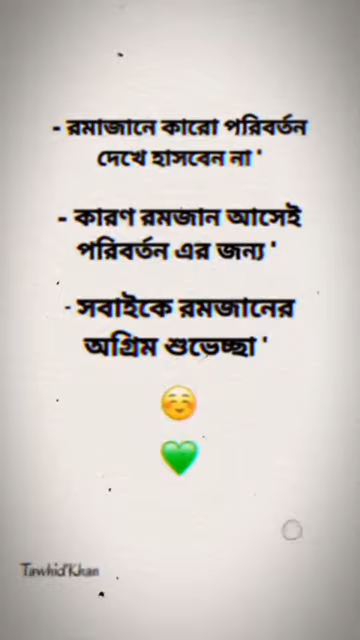 - রমাজানে কারো পরিবর্তন
দেখে হাসবেন না '
- কারণ রমজান আসেই
পরিবর্তন এর জন্য '
- সবাইকে রমজানের
অগ্রিম শুভেচ্ছা '
☺️
💚
Tawhid'Khan